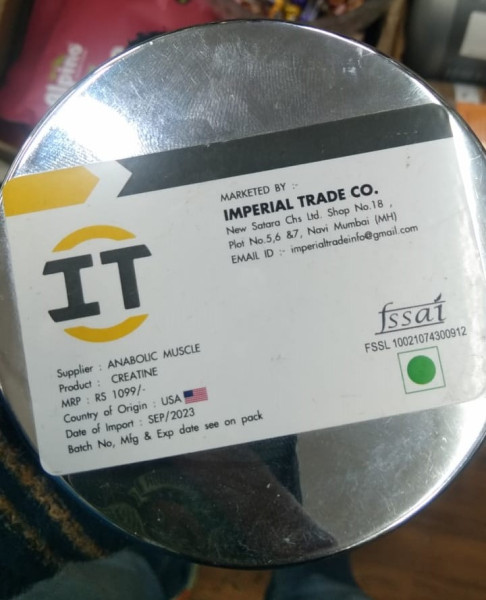 Alpha
MARKETED BY :-
IMPERIAL TRADE CO.
New Satara Chs Ltd. Shop No.18 ,
Plot No.5,6 &7, Navi Mumbai (MH)
EMAIL ID :- imperialtradeinfo@gmail.com
IT
fssai
FSSL 10021074300912
Supplier : ANABOLIC MUSCLE
Product : CREATINE
MRP : RS 1099/-
Country of Origin : USA
Date of Import : SEP/2023
Batch No, Mfg & Exp date see on pack